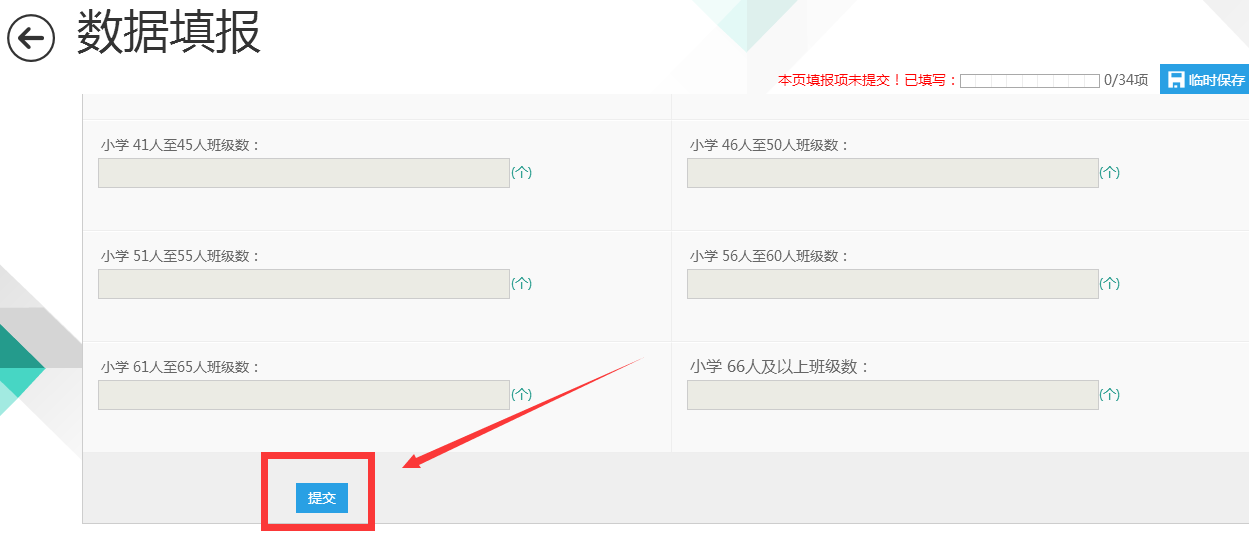 数据填报
本页填报项未提交！已填写： 0/34项 临时保存
小学 41人至45人班级数： 小学 46人至50人班级数：
(个) (个)
小学 51人至55人班级数： 小学 56人至60人班级数：
(个) (个)
小学 61人至65人班级数： 小学 66人及以上班级数：
(个) (个)
提交